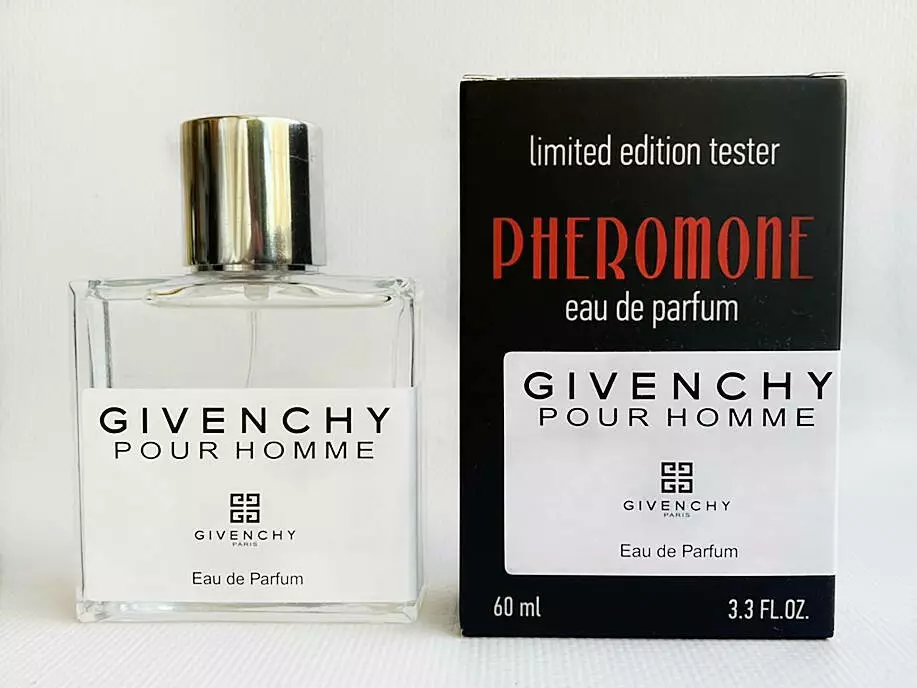 GIVENCHY
POUR HOMME
GIVENCHY
PARIS
Eau de Parfum
limited edition tester
PHEROMONE
eau de parfum
GIVENCHY
POUR HOMME
GIVENCHY
PARIS
Eau de Parfum
60 ml
3.3 FL.OZ.